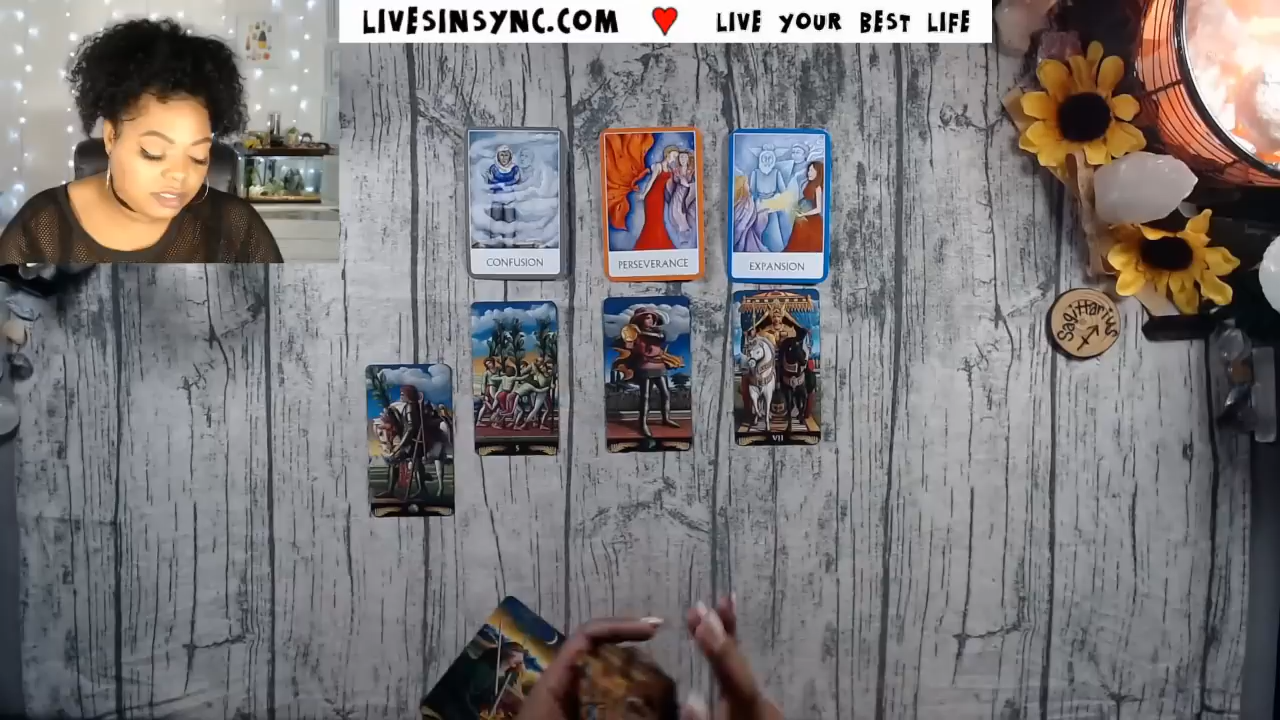 LIVESINSYNC.COM ❤ LIVE YOUR BEST LIFE
CONFUSION
PERSEVERANCE
EXPANSION
Sagittarius
VII